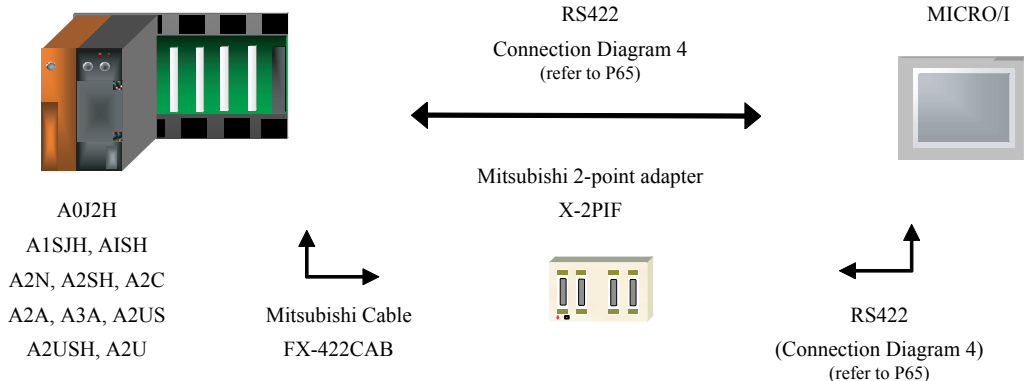 RS422
MICRO/I
Connection Diagram 4
(refer to P65)
Mitsubishi 2-point adapter
X-2PIF
A0J2H
A1SJH, AISH
A2N, A2SH, A2C
A2A, A3A, A2US
A2USH, A2U
Mitsubishi Cable
FX-422CAB
RS422
(Connection Diagram 4)
(refer to P65)